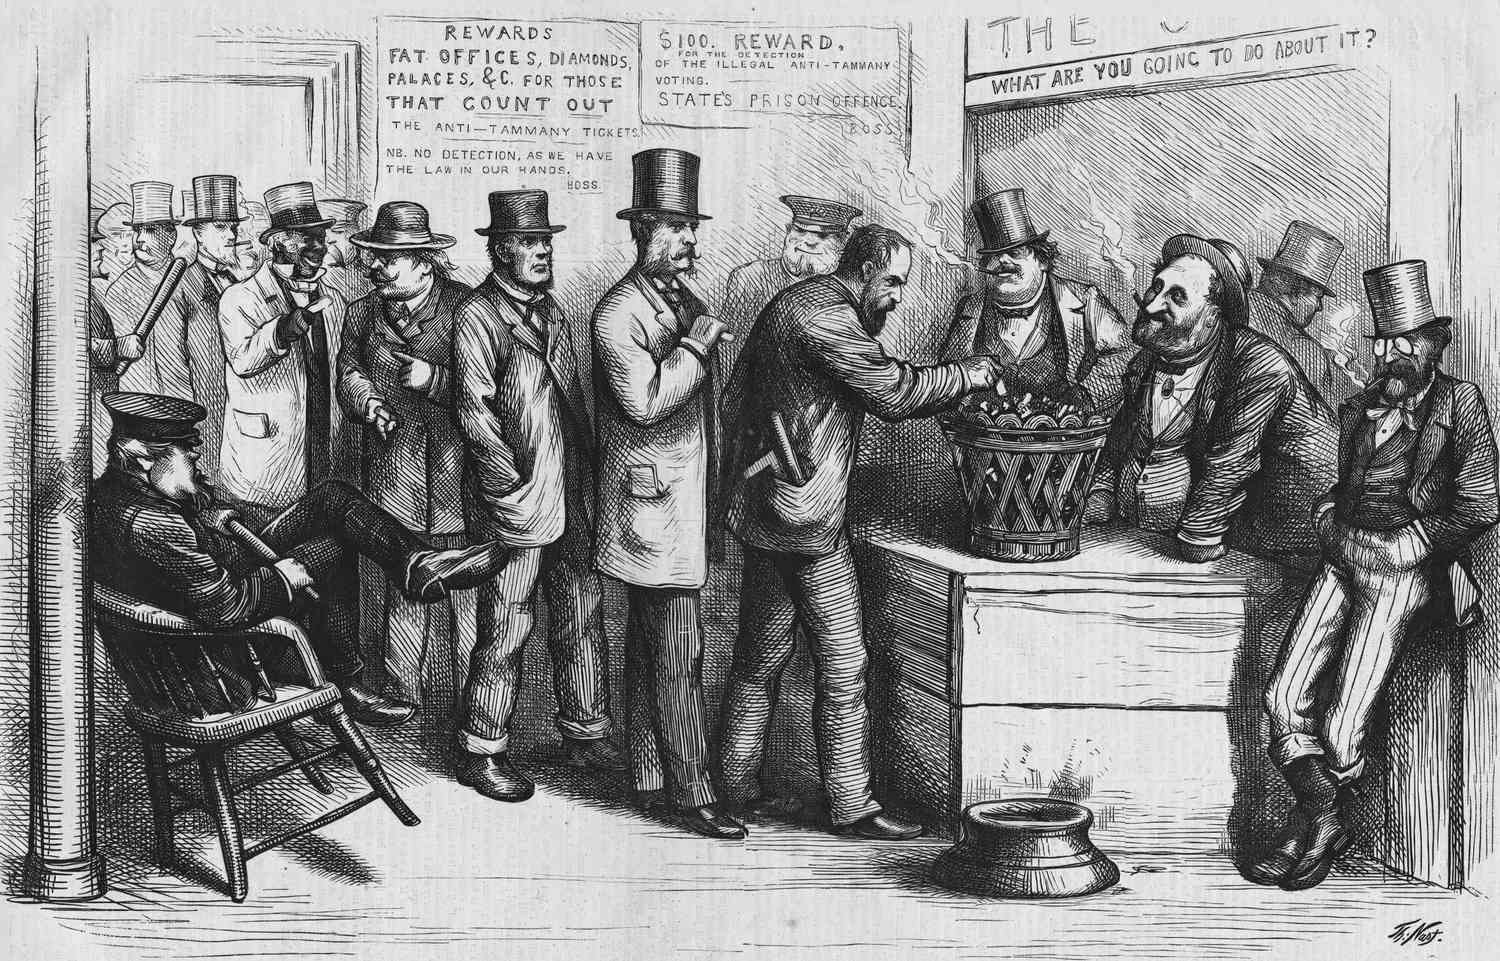 REWARDS
FAT OFFICES, DIAMONDS,
PALACES, &C. FOR THOSE
THAT COUNT OUT
THE ANTI—TAMMANY TICKETS.
NB. NO DETECTION, AS WE HAVE
THE LAW IN OUR HANDS.
BOSS.
$100. REWARD,
FOR THE DETECTION
OF THE ILLEGAL ANTI-TAMMANY
VOTING.
STATE'S PRISON OFFENCE.
BOSS
THE
WHAT ARE YOU GOING TO DO ABOUT IT?
Th: Nast.